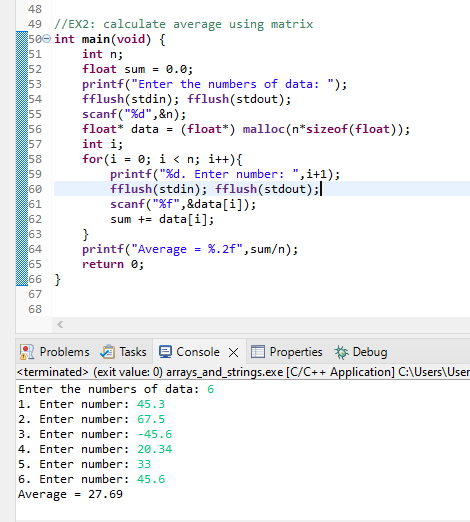 48
49 //EX2: calculate average using matrix
50 int main(void) {
51     int n;
52     float sum = 0.0;
53     printf("Enter the numbers of data: ");
54     fflush(stdin); fflush(stdout);
55     scanf("%d",&n);
56     float* data = (float*) malloc(n*sizeof(float));
57     int i;
58     for(i = 0; i < n; i++){
59         printf("%d. Enter number: ",i+1);
60         fflush(stdin); fflush(stdout);
61         scanf("%f",&data[i]);
62         sum += data[i];
63     }
64     printf("Average = %.2f",sum/n);
65     return 0;
66 }
67
68
Problems Tasks Console Properties Debug
<terminated> (exit value: 0) arrays_and_strings.exe [C/C++ Application] C:\Users\User
Enter the numbers of data: 6
1. Enter number: 45.3
2. Enter number: 67.5
3. Enter number: -45.6
4. Enter number: 20.34
5. Enter number: 33
6. Enter number: 45.6
Average = 27.69